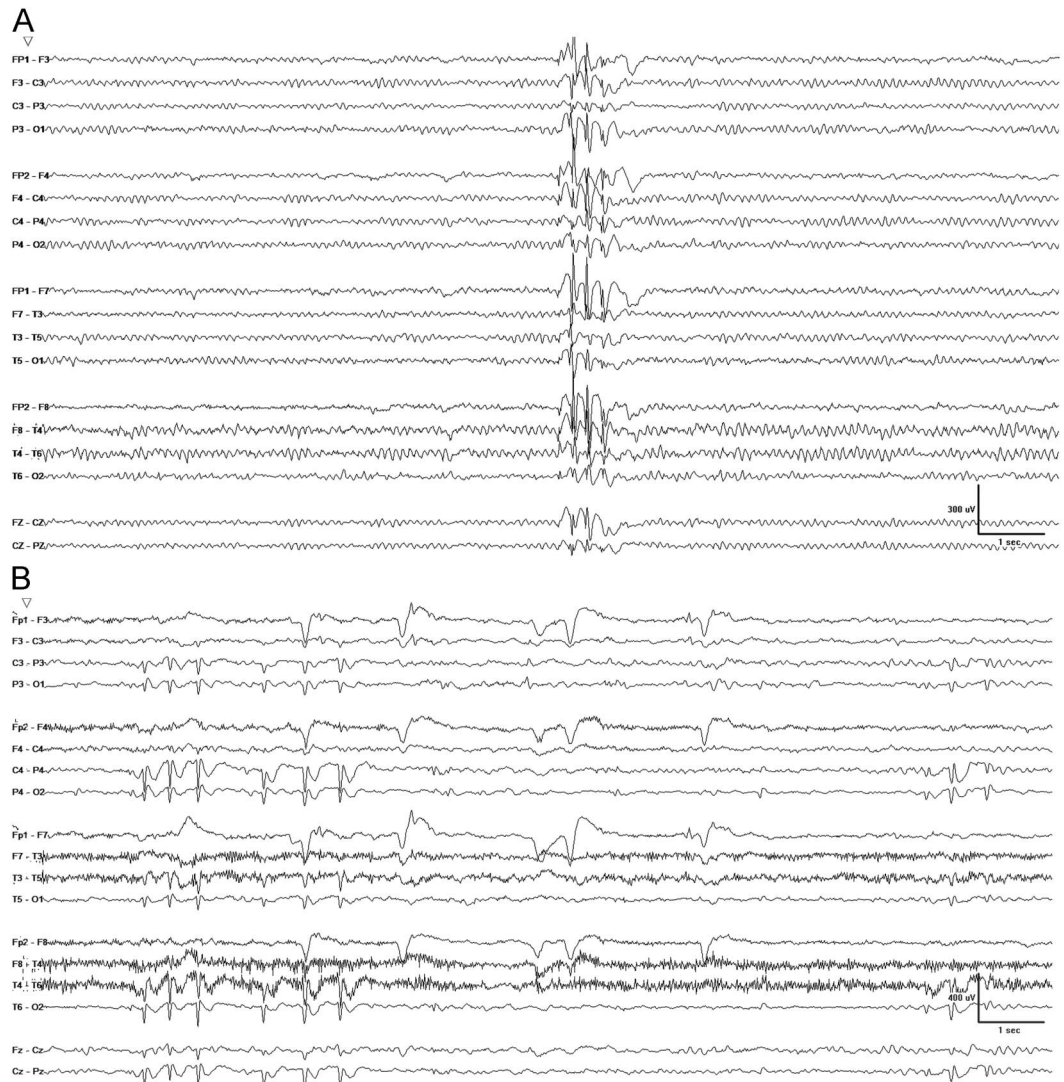 A
FP1 - F3
F3 - C3
C3 - P3
P3 - O1
FP2 - F4
F4 - C4
C4 - P4
P4 - O2
FP1 - F7
F7 - T3
T3 - T5
T5 - O1
FP2 - F8
F8 - T4
T4 - T6
T6 - O2
300 uV
1 sec
FZ - CZ
CZ - PZ
B
Fp1 - F3
F3 - C3
C3 - P3
P3 - O1
Fp2 - F4
F4 - C4
C4 - P4
P4 - O2
Fp1 - F7
F7 - T3
T3 - T5
T5 - O1
Fp2 - F8
F8 - T4
T4 - T6
T6 - O2
400 uV
1 sec
Fz - Cz
Cz - Pz